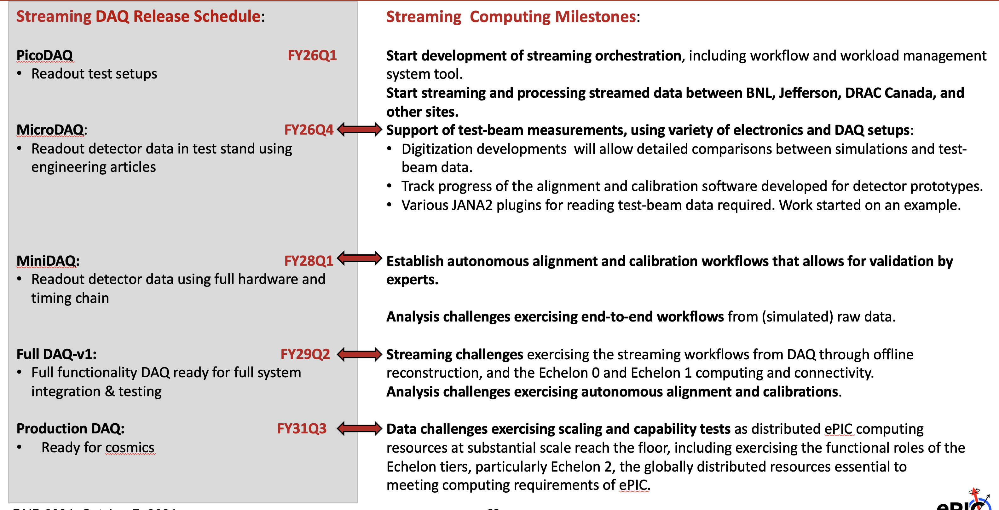 Streaming DAQ Release Schedule:
PicoDAQ FY26Q1
• Readout test setups
MicroDAQ: FY26Q4
• Readout detector data in test stand using
engineering articles
MiniDAQ: FY28Q1
• Readout detector data using full hardware and
timing chain
Full DAQ-v1: FY29Q2
• Full functionality DAQ ready for full system
integration & testing
Production DAQ: FY31Q3
• Ready for cosmics
Streaming Computing Milestones:
Start development of streaming orchestration, including workflow and workload management
system tool.
Start streaming and processing streamed data between BNL, Jefferson, DRAC Canada, and
other sites.
Support of test-beam measurements, using variety of electronics and DAQ setups:
• Digitization developments will allow detailed comparisons between simulations and test-
beam data.
• Track progress of the alignment and calibration software developed for detector prototypes.
• Various JANA2 plugins for reading test-beam data required. Work started on an example.
Establish autonomous alignment and calibration workflows that allows for validation by
experts.
Analysis challenges exercising end-to-end workflows from (simulated) raw data.
Streaming challenges exercising the streaming workflows from DAQ through offline
reconstruction, and the Echelon 0 and Echelon 1 computing and connectivity.
Analysis challenges exercising autonomous alignment and calibrations.
Data challenges exercising scaling and capability tests as distributed ePIC computing
resources at substantial scale reach the floor, including exercising the functional roles of the
Echelon tiers, particularly Echelon 2, the globally distributed resources essential to
meeting computing requirements of ePIC.
ePIC